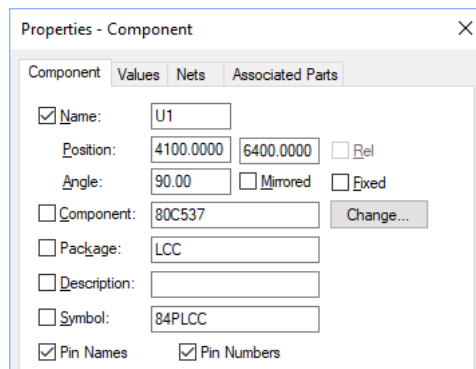 Properties - Component
Component Values Nets Associated Parts
Name: U1
Position: 4100.0000 6400.0000 Rel
Angle: 90.00 Mirrored Fixed
Component: 80C537 Change...
Package: LCC
Description:
Symbol: 84PLCC
Pin Names Pin Numbers